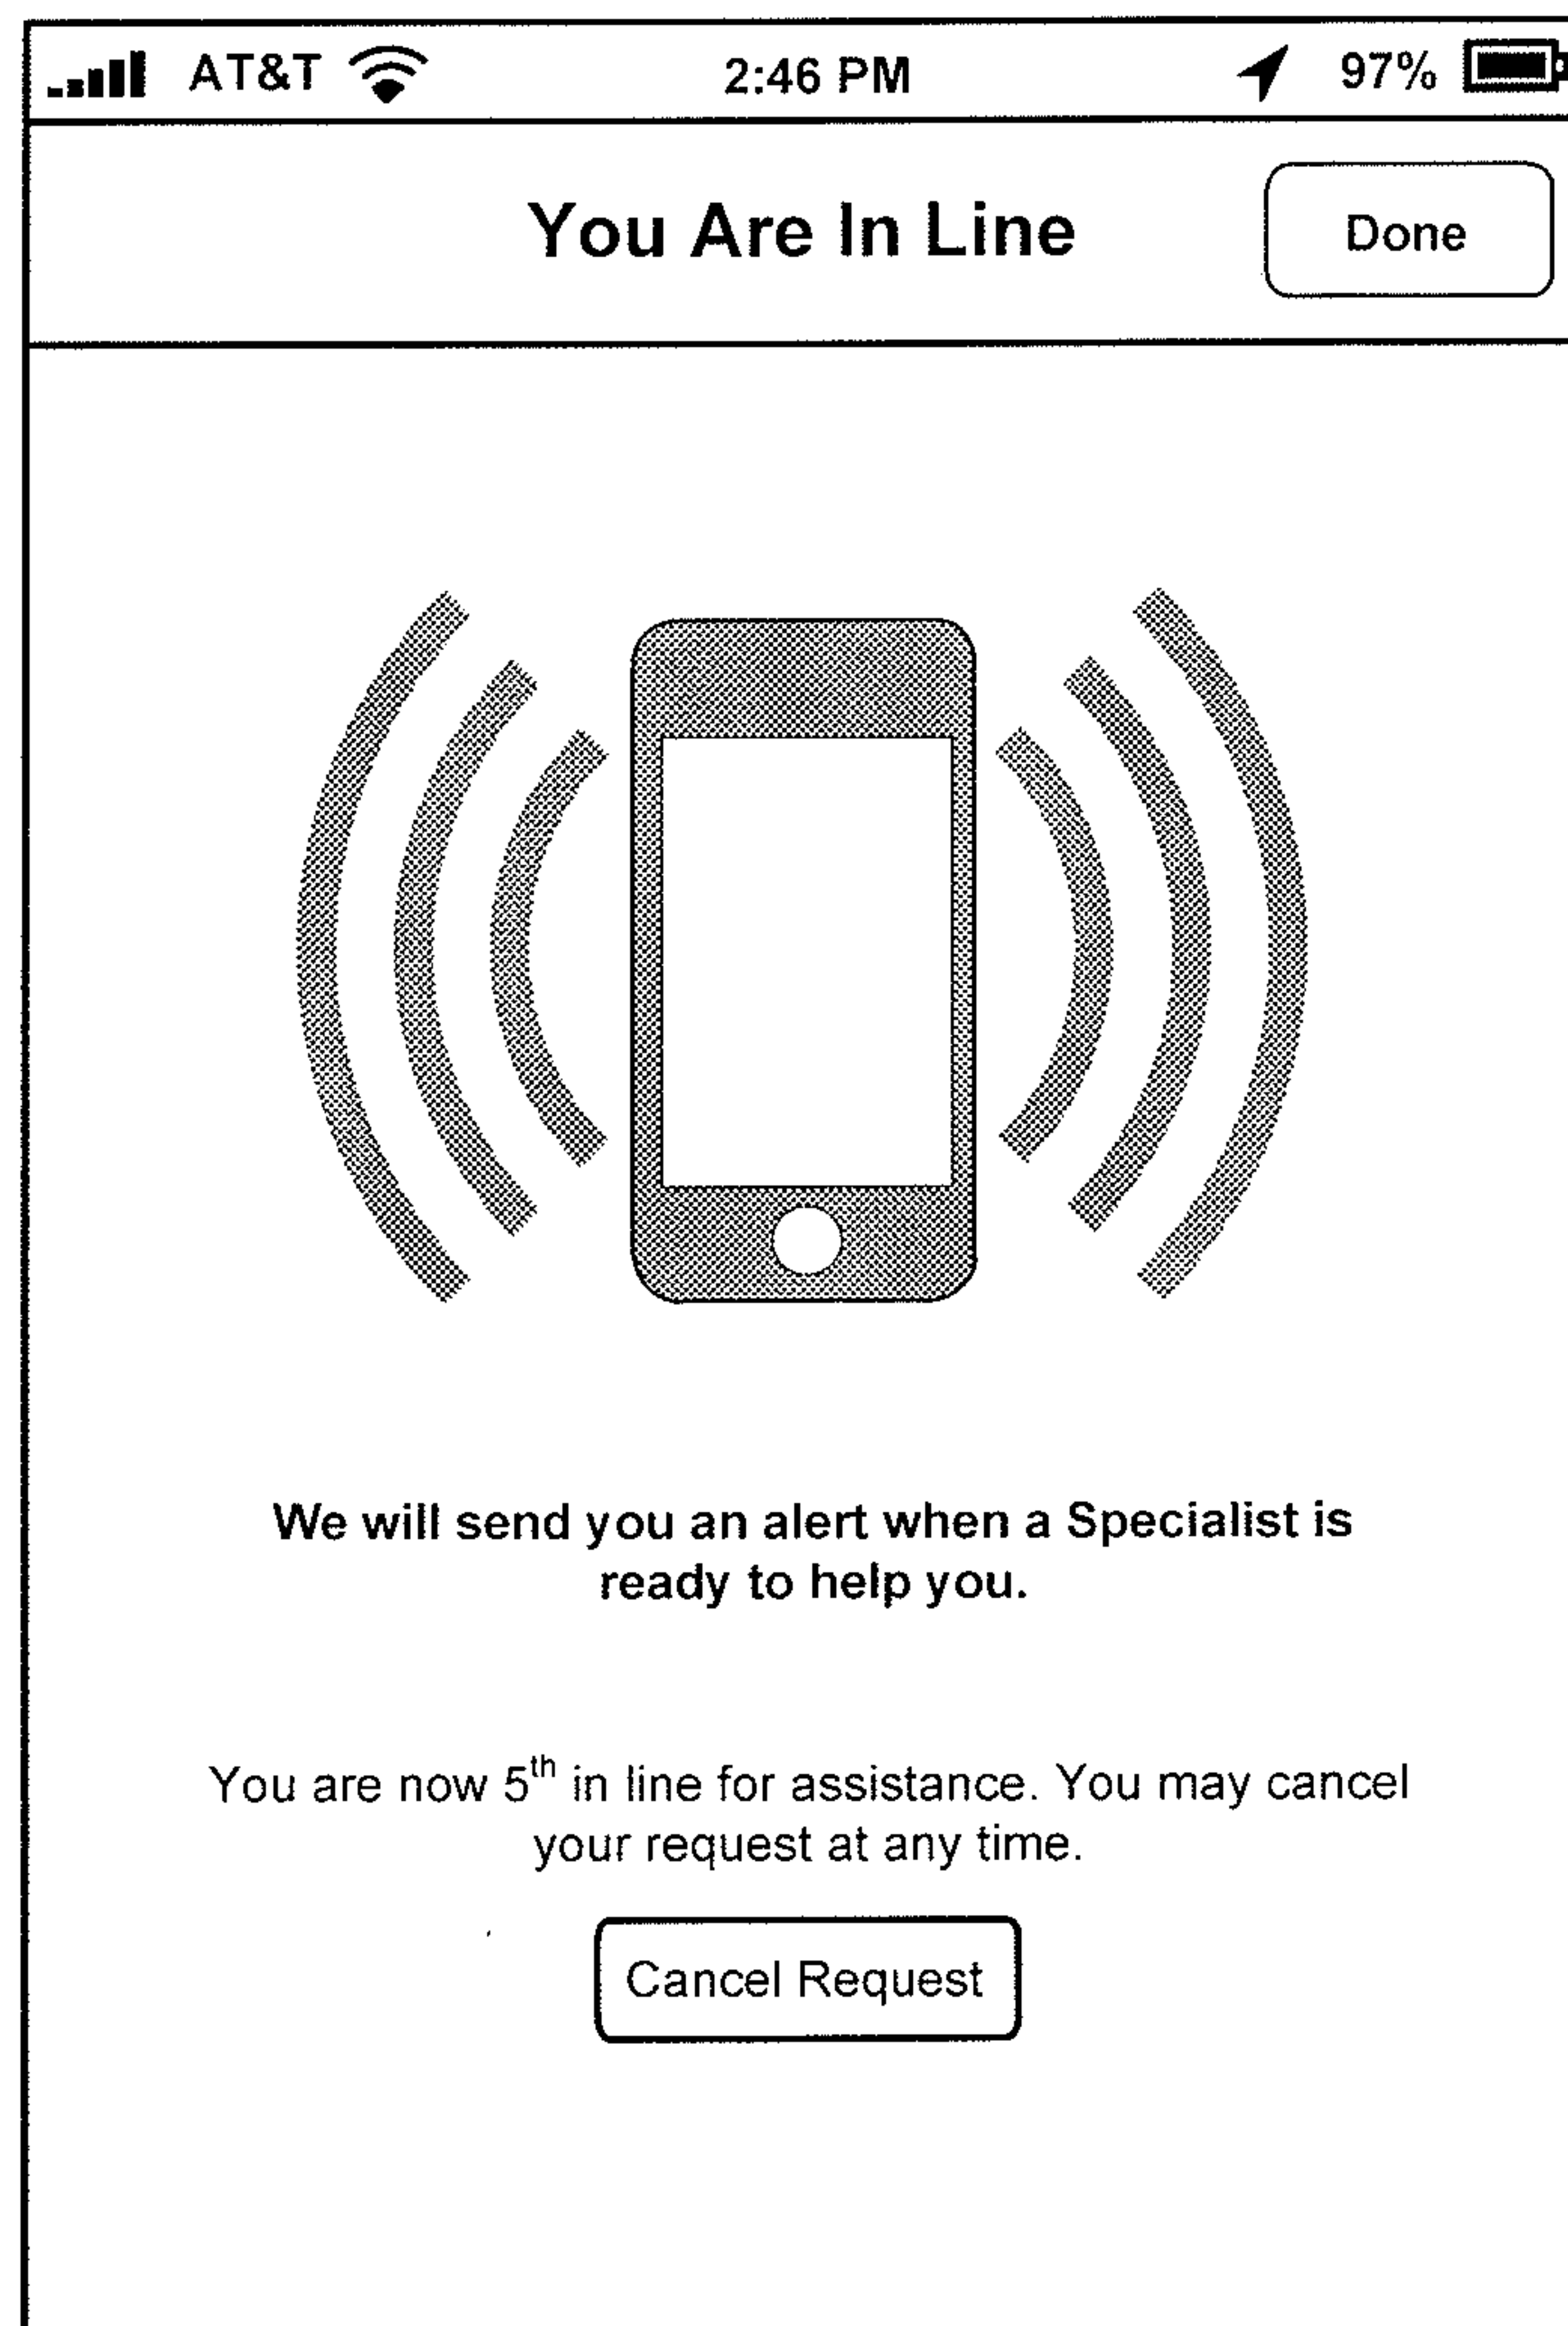 AT&T 2:46 PM 97%
You Are In Line Done
We will send you an alert when a Specialist is
ready to help you.
You are now 5th in line for assistance. You may cancel
your request at any time.
Cancel Request